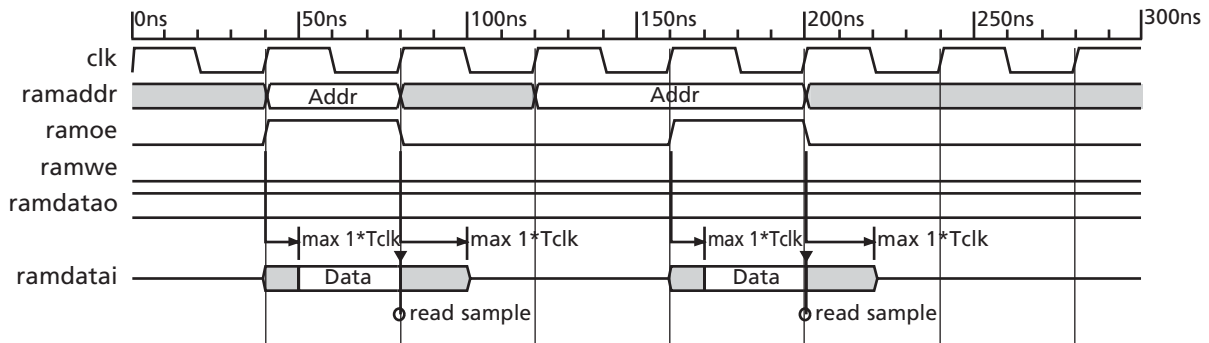 0ns 50ns 100ns 150ns 200ns 250ns 300ns
clk
ramaddr Addr Addr
ramoe
ramwe
ramdatao
max 1*Tclk max 1*Tclk max 1*Tclk max 1*Tclk
ramdatai Data Data
read sample read sample